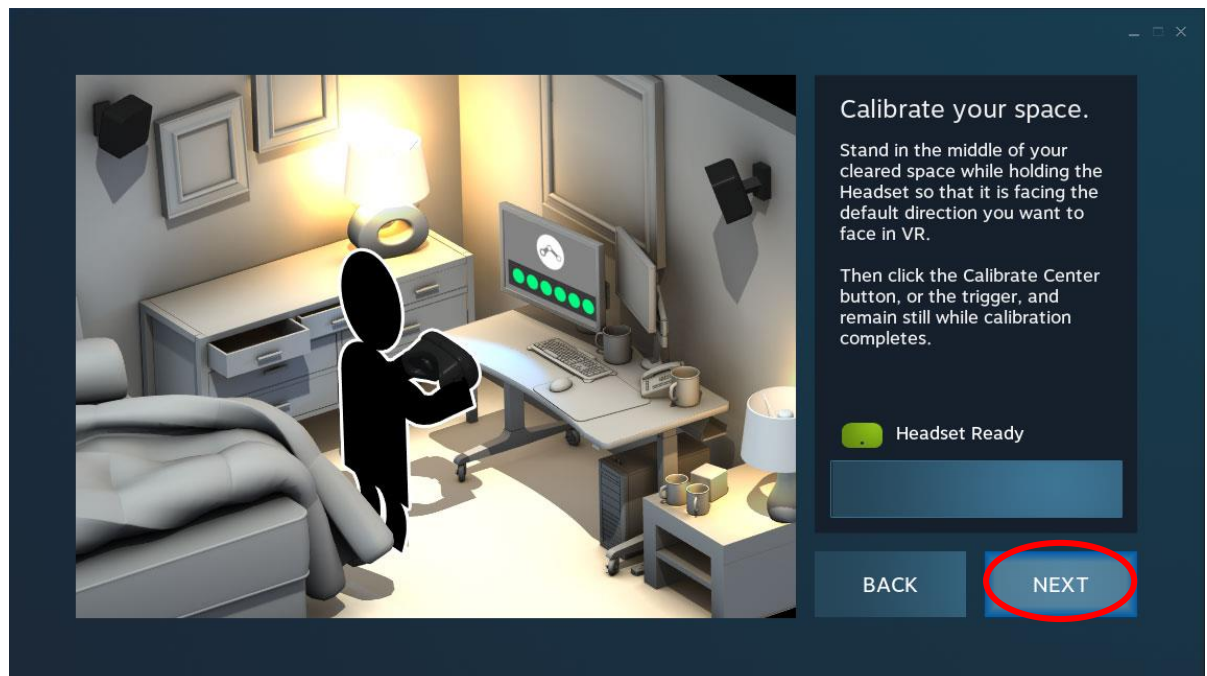 Calibrate your space.
Stand in the middle of your
cleared space while holding the
Headset so that it is facing the
default direction you want to
face in VR.
Then click the Calibrate Center
button, or the trigger, and
remain still while calibration
completes.
Headset Ready
BACK
NEXT